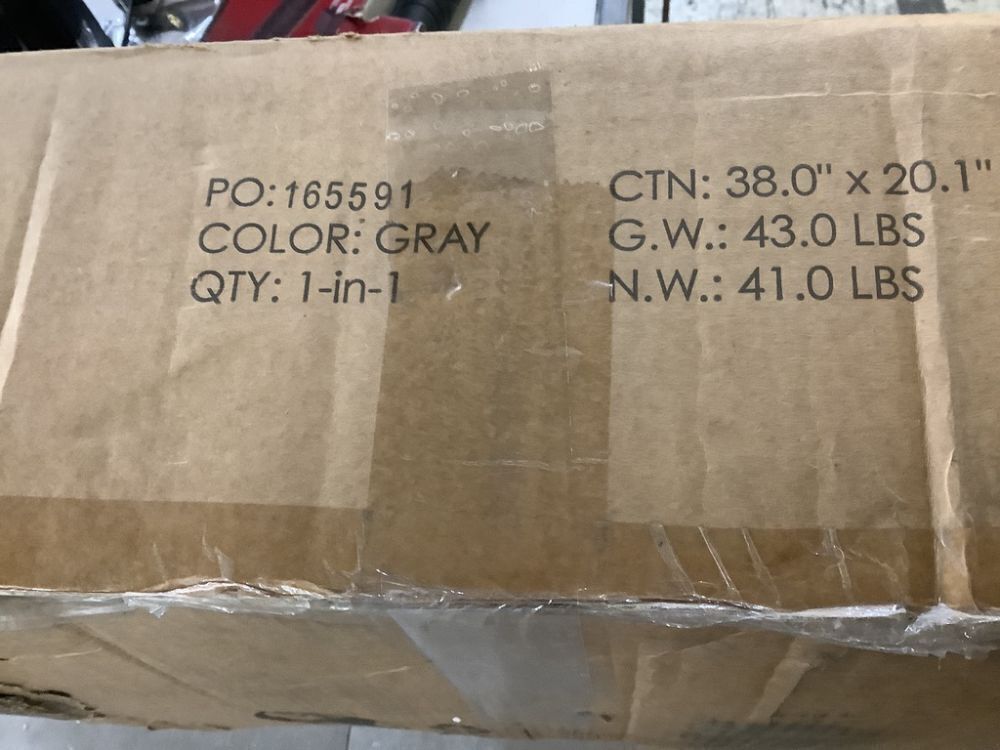 PO: 165591
COLOR: GRAY
QTY: 1-in-1
CTN: 38.0" x 20.1"
G.W.: 43.0 LBS
N.W.: 41.0 LBS